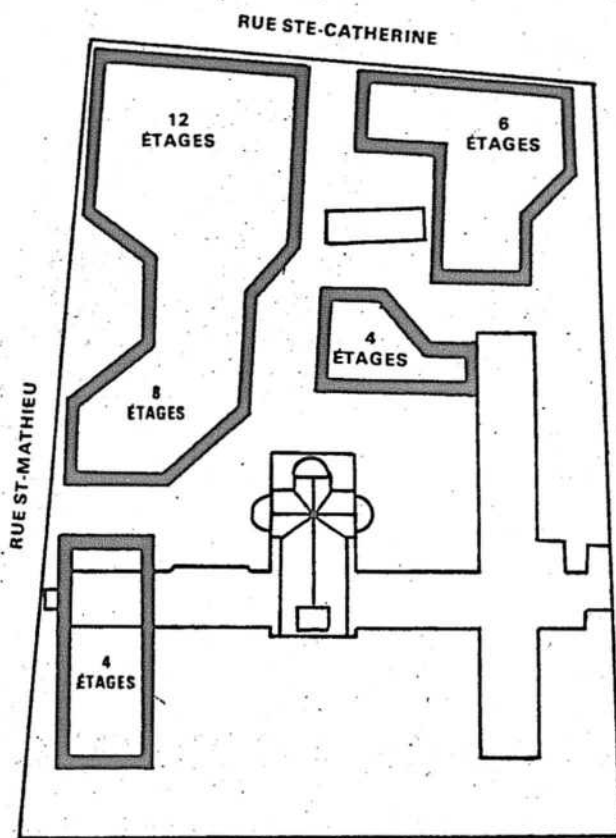 RUE STE-CATHERINE
12
ÉTAGES
6
ÉTAGES
4
ÉTAGES
8
ÉTAGES
RUE ST-MATHIEU
4
ÉTAGES